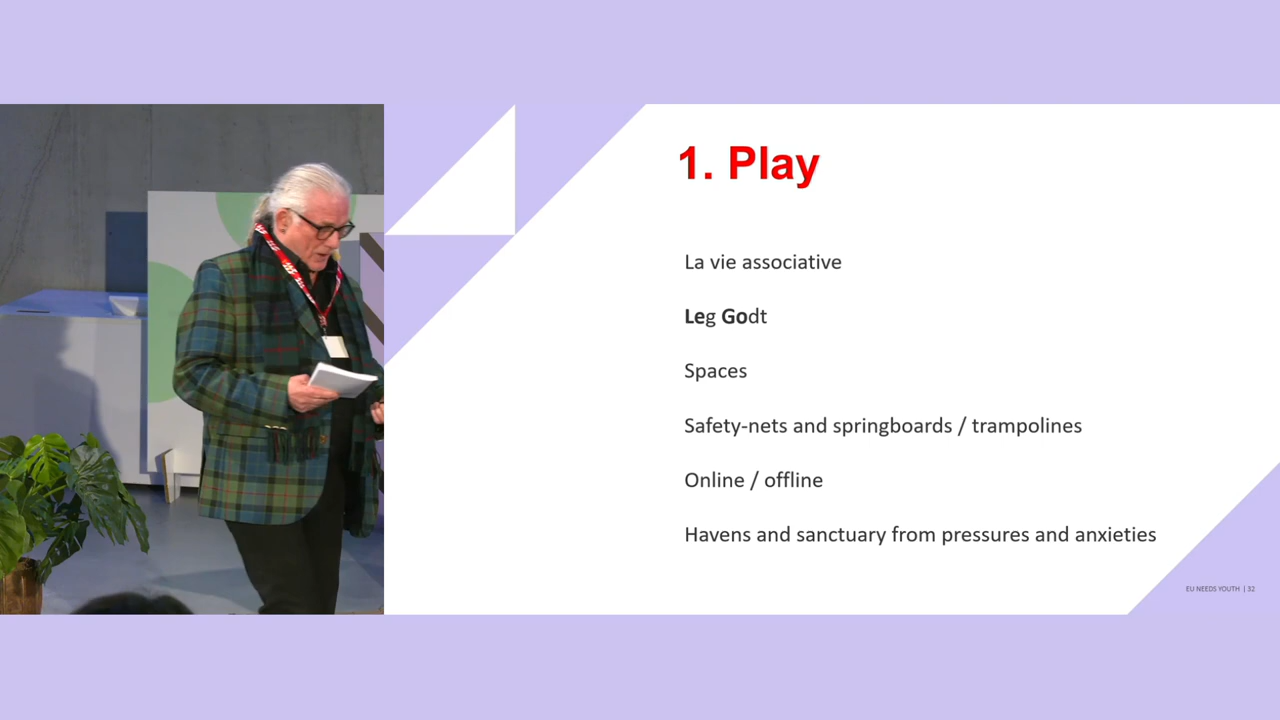 1. Play
La vie associative
Leg Godt
Spaces
Safety-nets and springboards / trampolines
Online / offline
Havens and sanctuary from pressures and anxieties
EU NEEDS YOUTH | 32